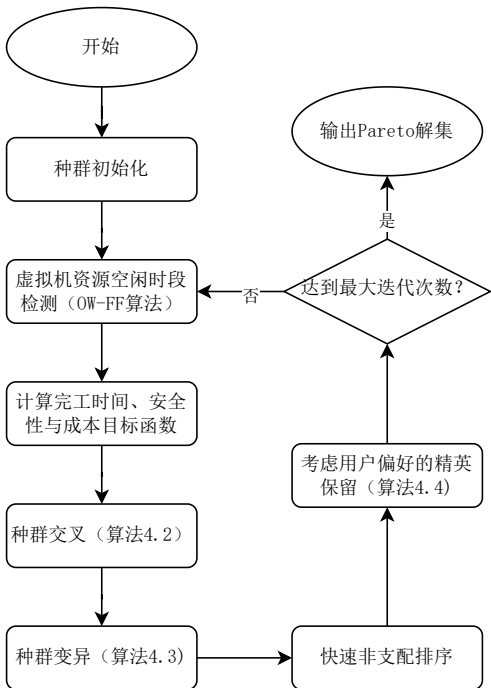 开始
种群初始化
虚拟机资源空闲时段
检测（OW-FF算法）
计算完工时间、安全
性与成本目标函数
种群交叉（算法4.2）
种群变异（算法4.3)
快速非支配排序
考虑用户偏好的精英
保留（算法4.4)
达到最大迭代次数？
否
是
输出Pareto解集